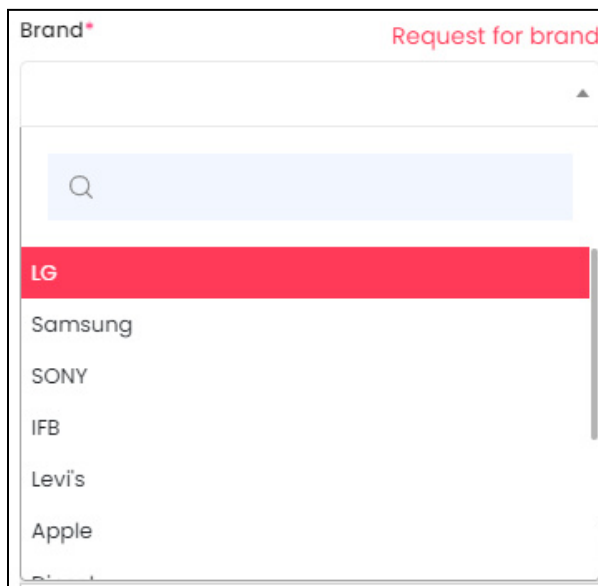 Brand* Request for brand
LG
Samsung
SONY
IFB
Levi's
Apple